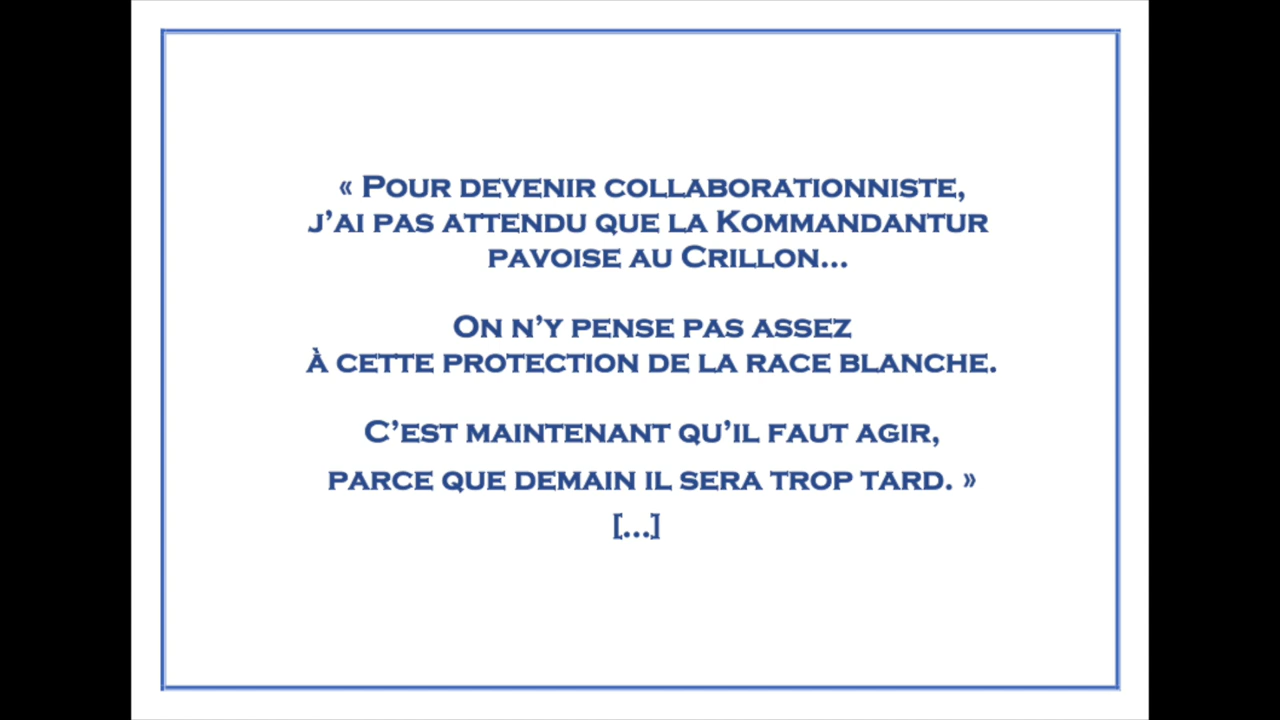 « Pour devenir collaborationniste,
j’ai pas attendu que la Kommandantur
pavoise au Crillon...
On n’y pense pas assez
à cette protection de la race blanche.
C’est maintenant qu’il faut agir,
parce que demain il sera trop tard. »
[...]